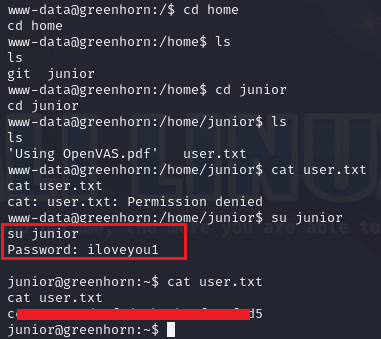 www-data@greenhorn:/$ cd home
cd home
www-data@greenhorn:/home$ ls
ls
git  junior
www-data@greenhorn:/home$ cd junior
cd junior
www-data@greenhorn:/home/junior$ ls
ls
'Using OpenVAS.pdf'   user.txt
www-data@greenhorn:/home/junior$ cat user.txt
cat user.txt
cat: user.txt: Permission denied
www-data@greenhorn:/home/junior$ su junior
su junior
Password: iloveyou1
junior@greenhorn:~$ cat user.txt
cat user.txt
d5
junior@greenhorn:~$